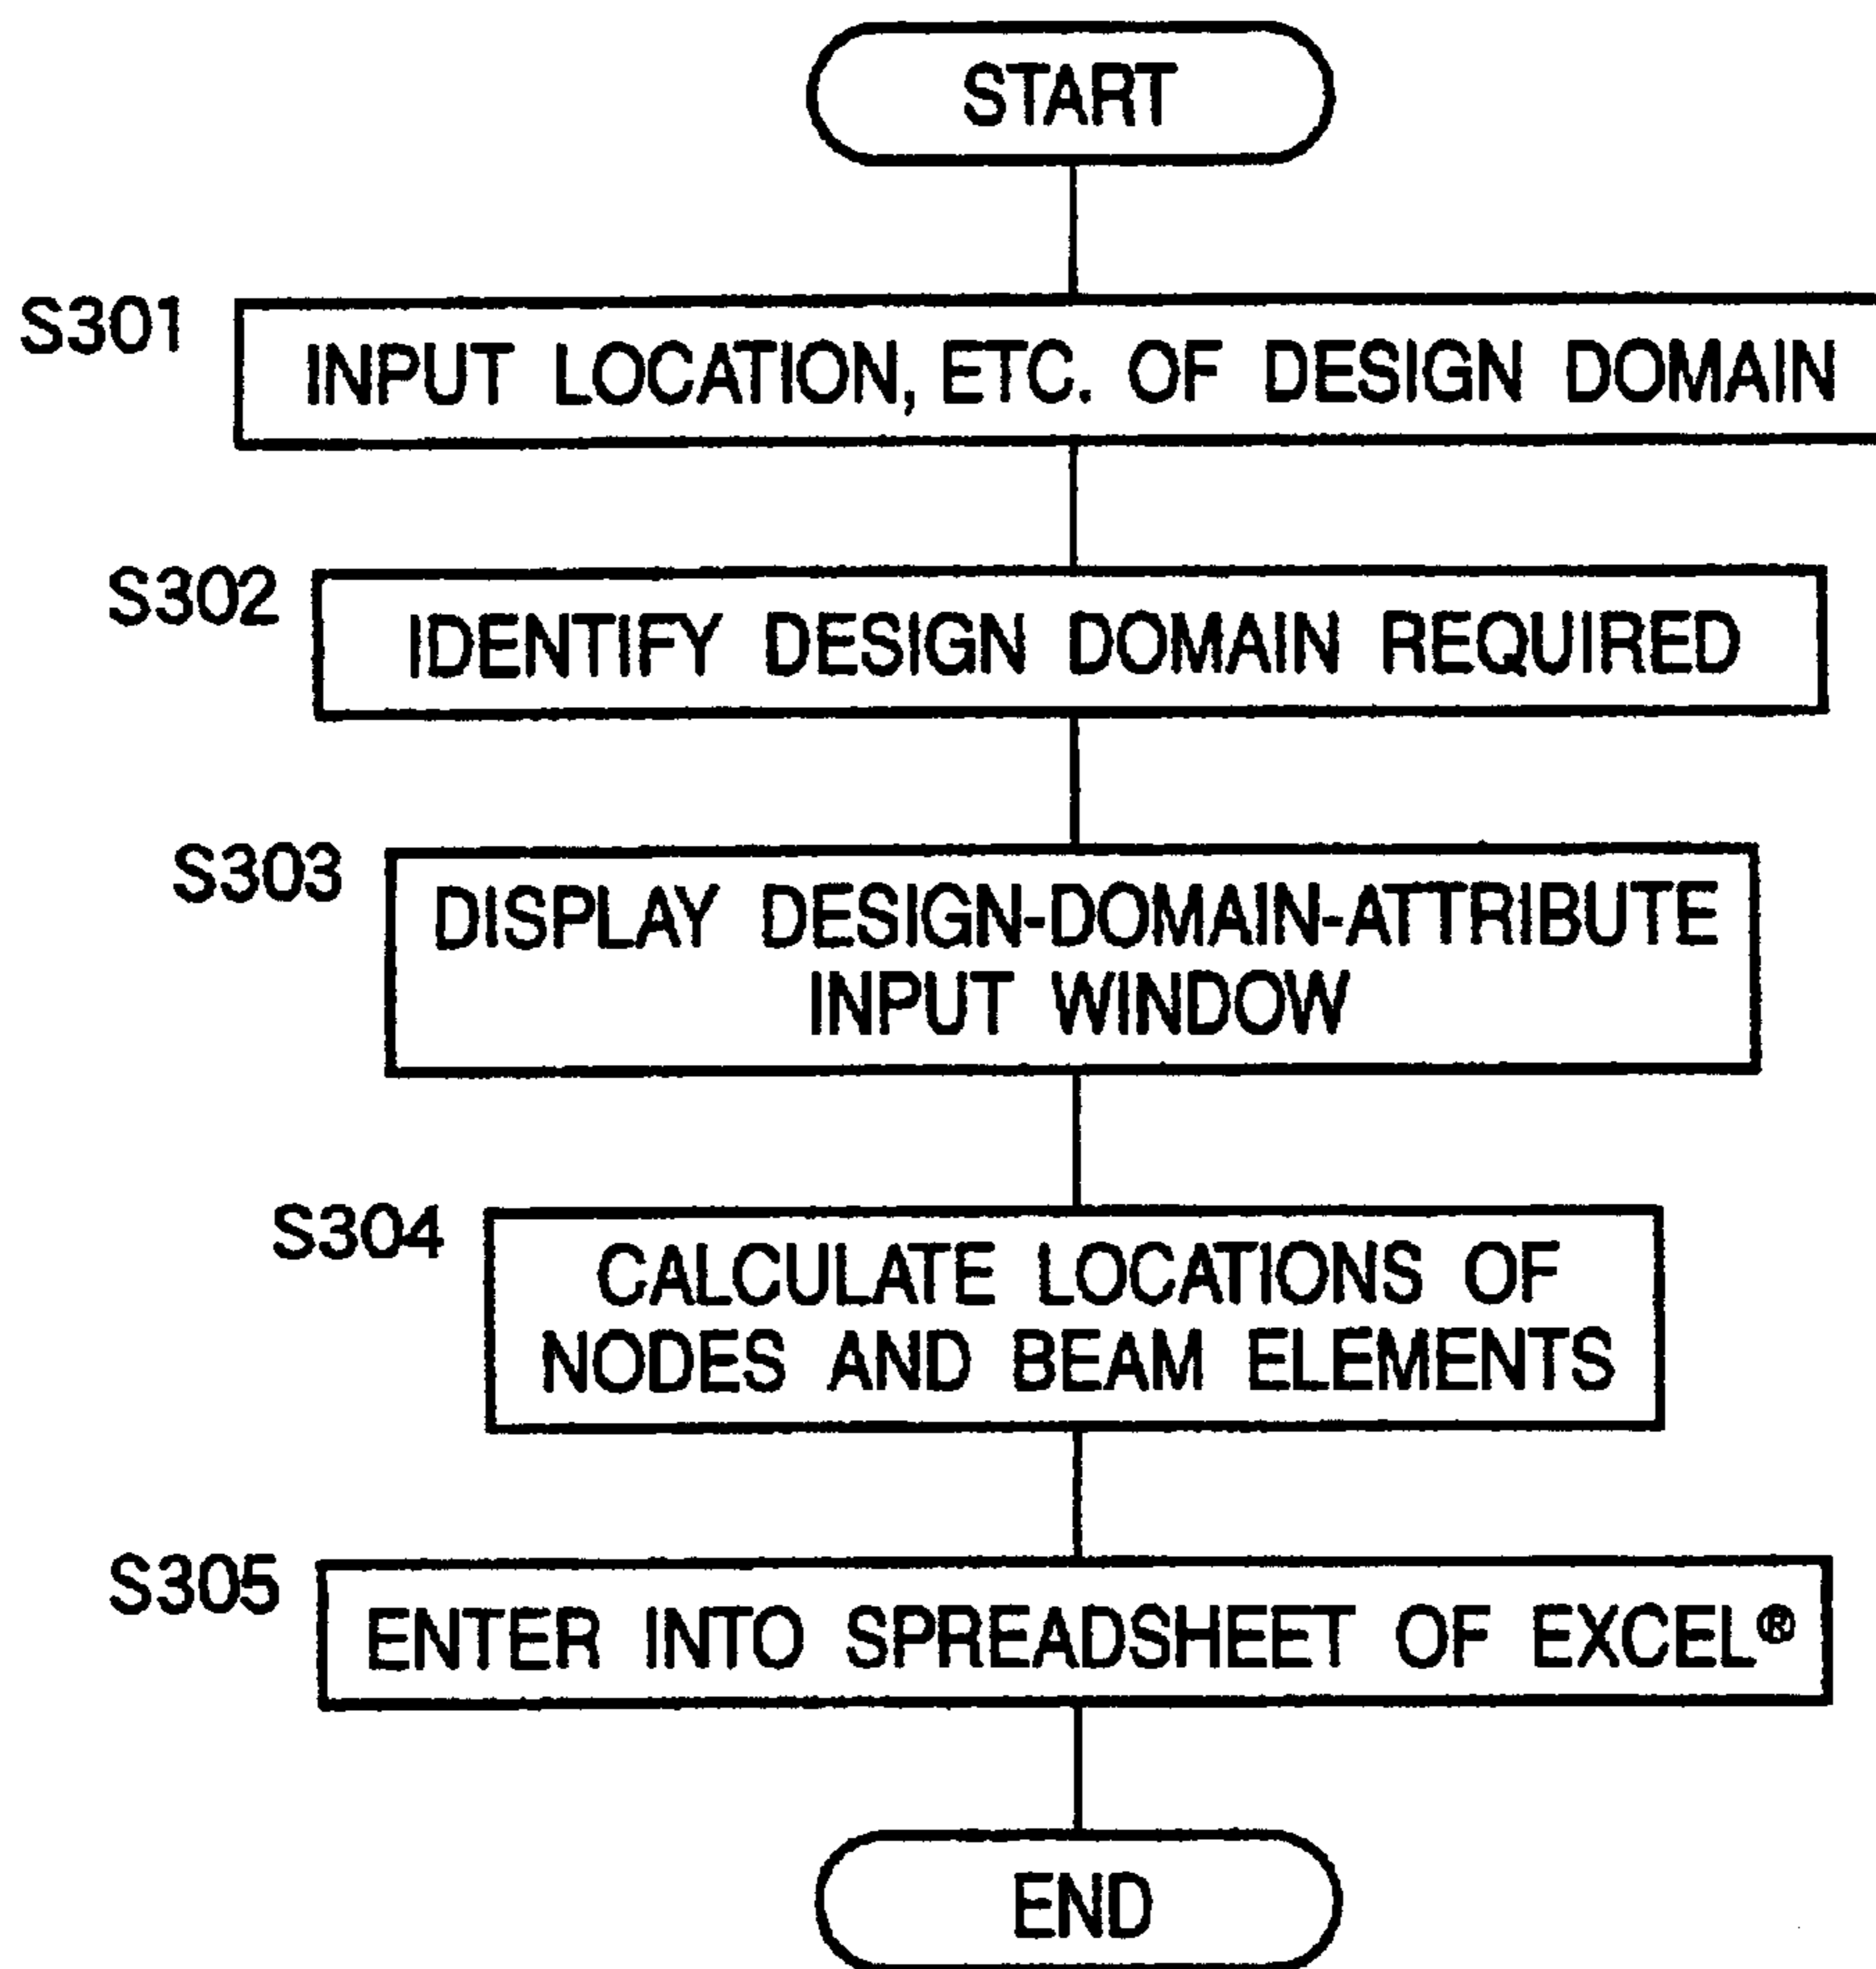 START
S301
INPUT LOCATION, ETC. OF DESIGN DOMAIN
S302
IDENTIFY DESIGN DOMAIN REQUIRED
S303
DISPLAY DESIGN-DOMAIN-ATTRIBUTE
INPUT WINDOW
S304
CALCULATE LOCATIONS OF
NODES AND BEAM ELEMENTS
S305
ENTER INTO SPREADSHEET OF EXCEL®
END